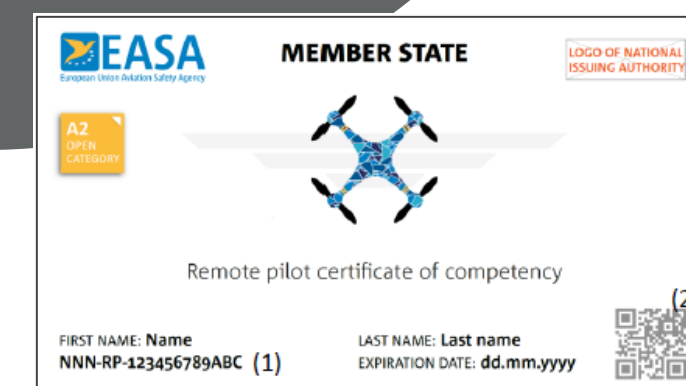 EASA
European Union Aviation Safety Agency
MEMBER STATE
LOGO OF NATIONAL
ISSUING AUTHORITY
A2
OPEN
CATEGORY
Remote pilot certificate of competency
(2
FIRST NAME: Name
LAST NAME: Last name
NNN-RP-123456789ABC (1)
EXPIRATION DATE: dd.mm.yyyy